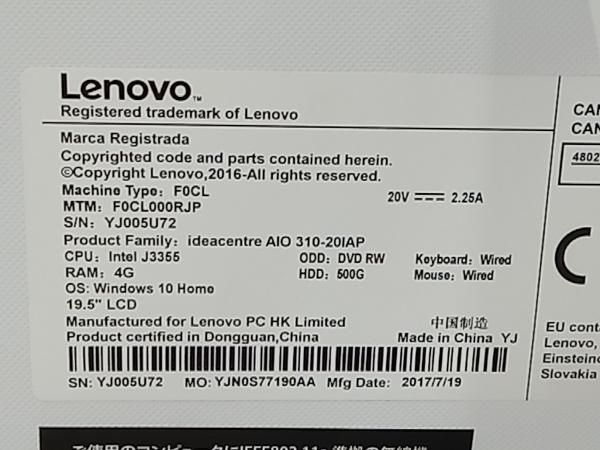 Lenovo™
Registered trademark of Lenovo
Marca Registrada
Copyrighted code and parts contained herein.
©Copyright Lenovo,2016-All rights reserved.
Machine Type: F0CL 20V ⎓ 2.25A
MTM: F0CL000RJP
S/N: YJ005U72
Product Family: ideacentre AIO 310-20IAP
CPU: Intel J3355 ODD: DVD RW Keyboard: Wired
RAM: 4G HDD: 500G Mouse: Wired
OS: Windows 10 Home
19.5" LCD
Manufactured for Lenovo PC HK Limited 中国制造
Product certified in Dongguan,China Made in China YJ
SN: YJ005U72 MO: YJN0S77190AA Mfg Date: 2017/7/19
CAN
CAN
4802
CE
EU cont
Lenovo,
Einsteino
Slovakia